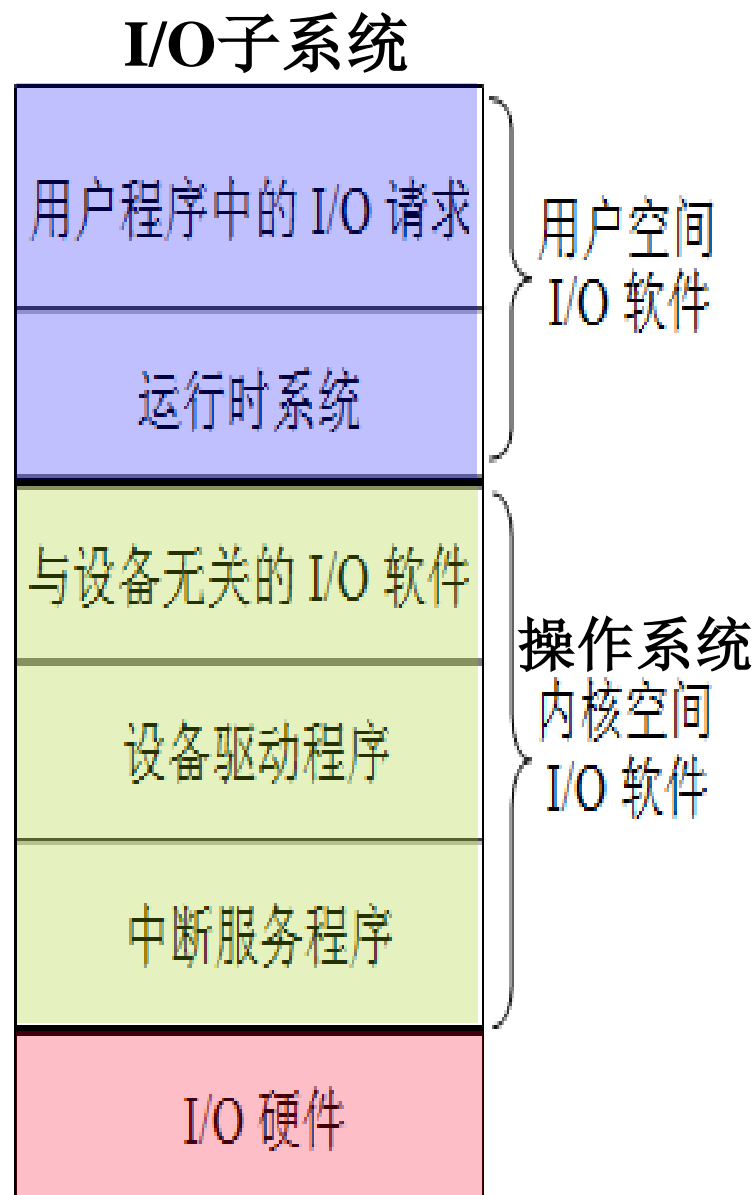 I/O子系统
用户程序中的 I/O 请求
运行时系统
用户空间
I/O 软件
与设备无关的 I/O 软件
设备驱动程序
中断服务程序
操作系统
内核空间
I/O 软件
I/O 硬件